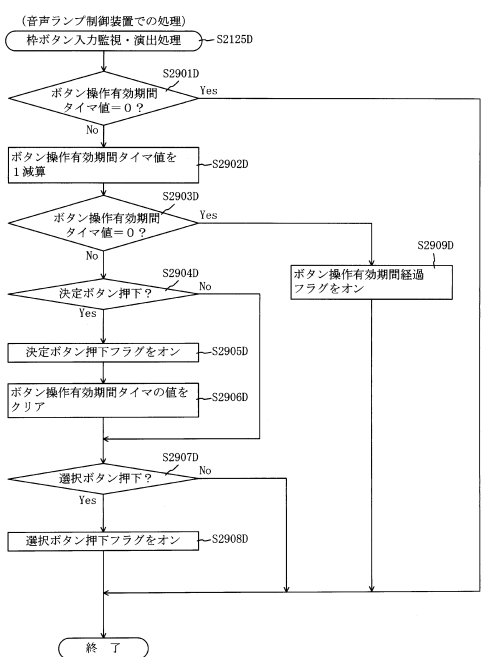 (音声ランプ制御装置での処理)
枠ボタン入力監視・演出処理
S2125D
S2901D
ボタン操作有効期間
タイマ値=0？
Yes
No
ボタン操作有効期間タイマ値を
1減算
S2902D
S2903D
ボタン操作有効期間
タイマ値=0？
Yes
No
S2909D
ボタン操作有効期間経過
フラグをオン
S2904D
決定ボタン押下？
No
Yes
決定ボタン押下フラグをオン
S2905D
ボタン操作有効期間タイマの値を
クリア
S2906D
S2907D
選択ボタン押下？
No
Yes
選択ボタン押下フラグをオン
S2908D
終 了